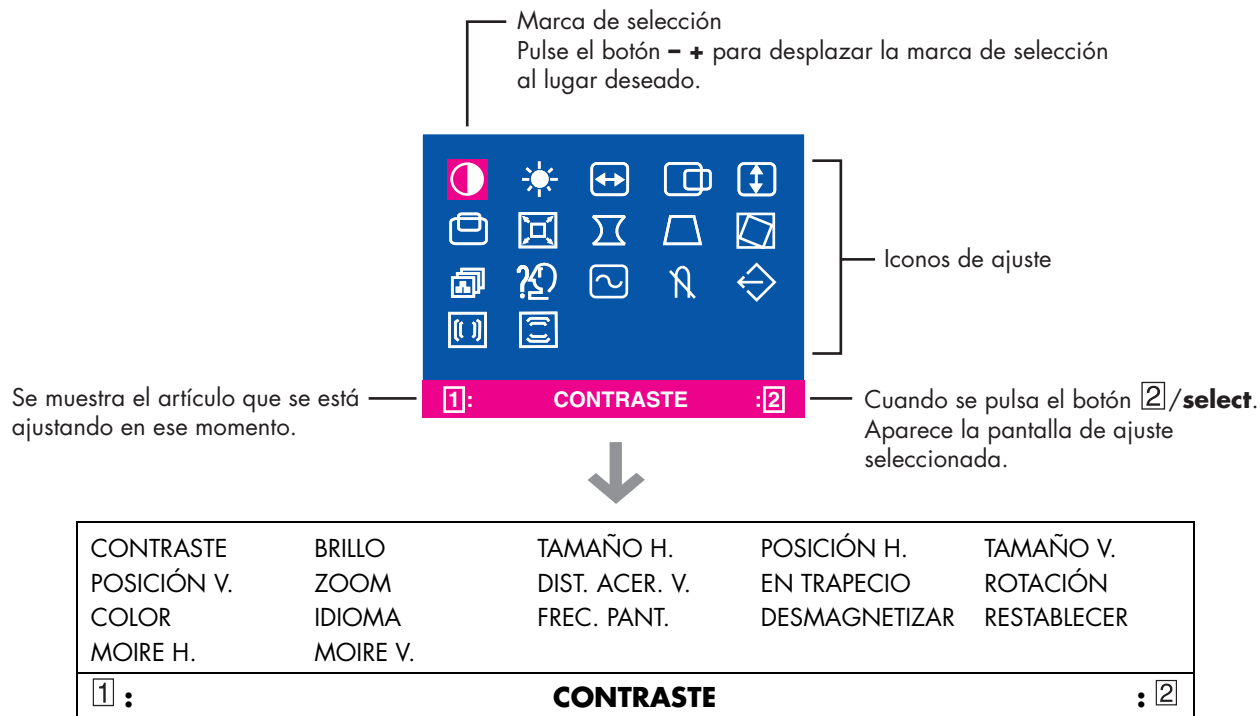 Marca de selección
Pulse el botón – + para desplazar la marca de selección
al lugar deseado.
Iconos de ajuste
Se muestra el artículo que se está
ajustando en ese momento.
1: CONTRASTE :2
Cuando se pulsa el botón 2/select.
Aparece la pantalla de ajuste
seleccionada.
CONTRASTE BRILLO TAMAÑO H. POSICIÓN H. TAMAÑO V.
POSICIÓN V. ZOOM DIST. ACER. V. EN TRAPECIO ROTACIÓN
COLOR IDIOMA FREC. PANT. DESMAGNETIZAR RESTABLECER
MOIRE H. MOIRE V.
1 : CONTRASTE : 2